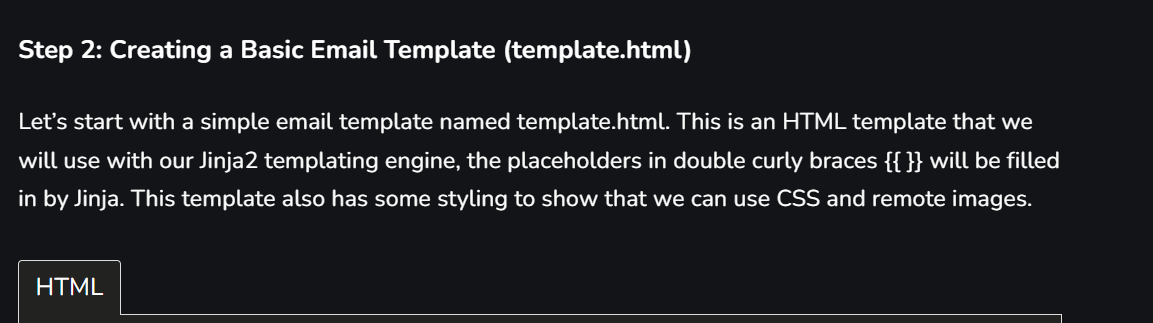 Step 2: Creating a Basic Email Template (template.html)
Let’s start with a simple email template named template.html. This is an HTML template that we
will use with our Jinja2 templating engine, the placeholders in double curly braces {{ }} will be filled
in by Jinja. This template also has some styling to show that we can use CSS and remote images.
HTML